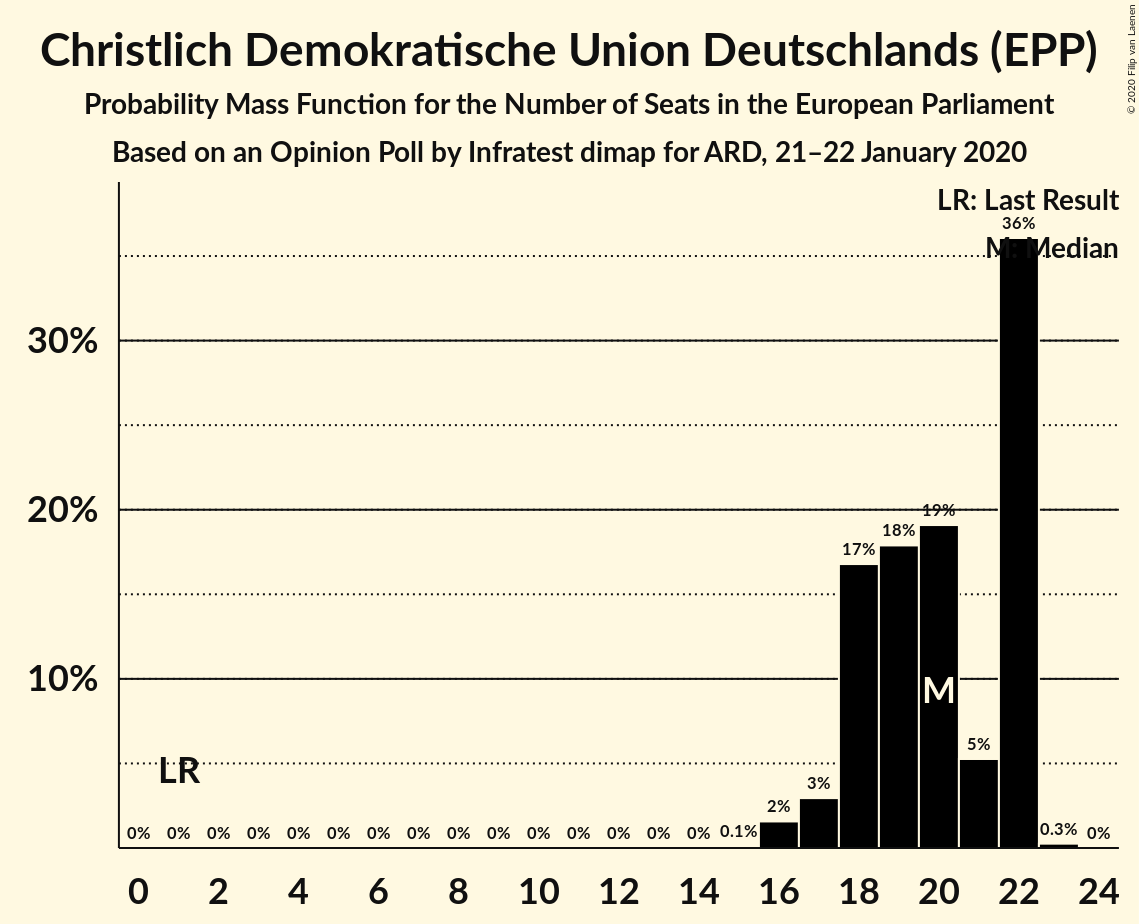 Christlich Demokratische Union Deutschlands (EPP)
Probability Mass Function for the Number of Seats in the European Parliament
Based on an Opinion Poll by Infratest dimap for ARD, 21–22 January 2020
© 2020 Filip van Laenen
LR: Last Result
M: Median
36%
30%
20%
10%
19%
18%
17%
M
5%
LR
3%
2%
0% 0% 0% 0% 0% 0% 0% 0% 0% 0% 0% 0% 0% 0% 0% 0.1% 0.3% 0%
0 2 4 6 8 10 12 14 16 18 20 22 24